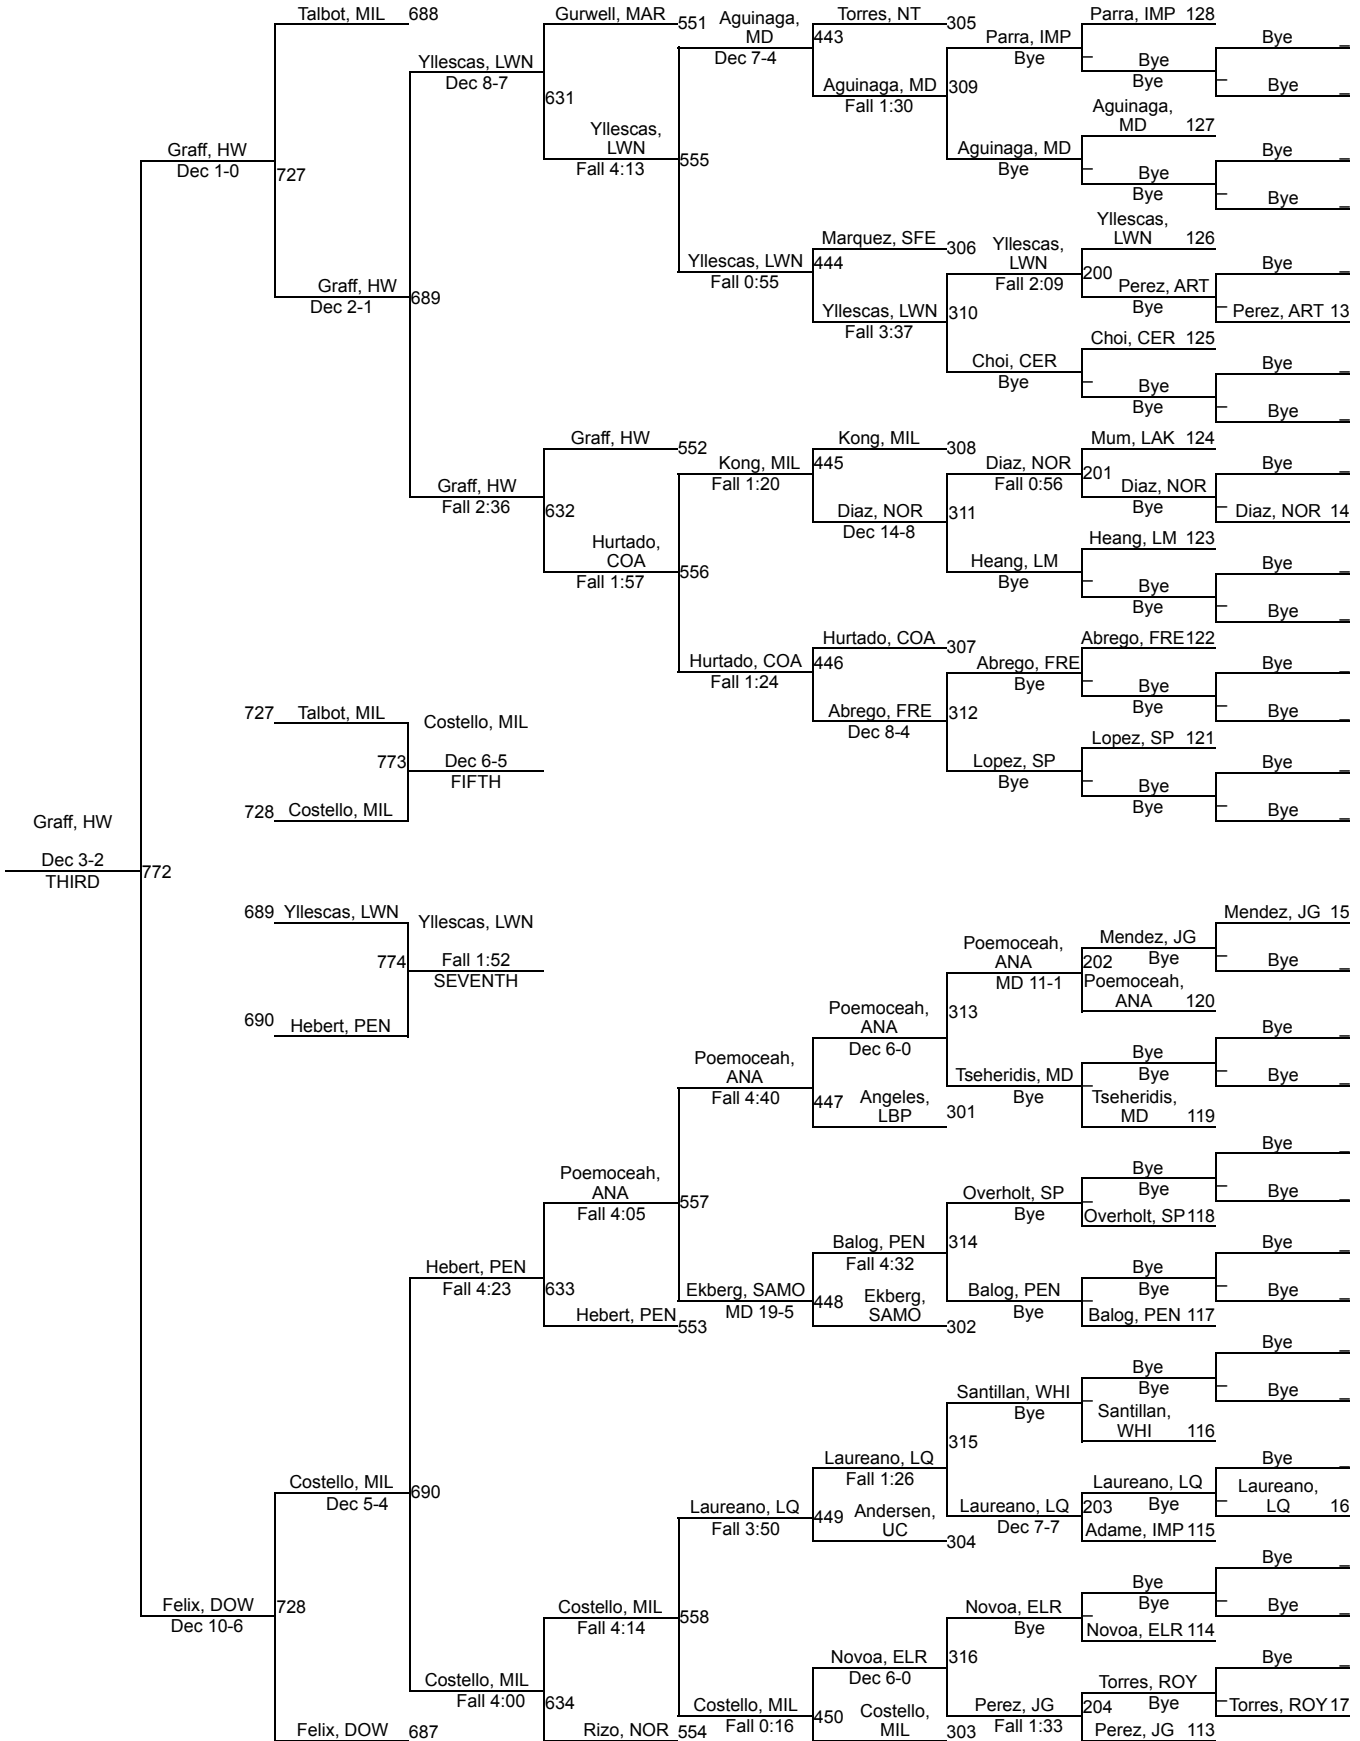 Talbot, MIL 688
Gurwell, MAR 551
Aguinaga,
MD
Dec 7-4
Torres, NT 305
443
Parra, IMP 128
Parra, IMP
Bye
Bye
Bye
Bye
Bye
Yllescas, LWN
Dec 8-7
631
Aguinaga, MD 309
Fall 1:30
Aguinaga,
MD 127
Yllescas,
LWN
Fall 4:13
555
Aguinaga, MD
Bye
Bye
Bye
Bye
Bye
Graff, HW
Dec 1-0
727
Yllescas,
LWN 126
Marquez, SFE 306
Yllescas,
LWN
Fall 2:09
200
Yllescas, LWN 444
Fall 0:55
Bye
Perez, ART
Bye
Perez, ART 13
Graff, HW
Dec 2-1
689
Yllescas, LWN 310
Fall 3:37
Choi, CER 125
Choi, CER
Bye
Bye
Bye
Bye
Bye
Graff, HW 552
Kong, MIL 308
Mum, LAK 124
Kong, MIL 445
Fall 1:20
Diaz, NOR
Fall 0:56
201
Bye
Diaz, NOR
Bye
Diaz, NOR 14
Graff, HW
Fall 2:36
632
Diaz, NOR 311
Dec 14-8
Heang, LM 123
Hurtado,
COA
Fall 1:57
556
Heang, LM
Bye
Bye
Bye
Bye
Bye
Hurtado, COA 307
Abrego, FRE 122
Hurtado, COA 446
Fall 1:24
Abrego, FRE
Bye
Bye
Bye
Bye
Bye
Abrego, FRE 312
Dec 8-4
727 Talbot, MIL
Costello, MIL
773 Dec 6-5
FIFTH
728 Costello, MIL
Lopez, SP 121
Lopez, SP
Bye
Bye
Bye
Bye
Bye
Graff, HW
Dec 3-2
THIRD
772
689 Yllescas, LWN
Yllescas, LWN
774 Fall 1:52
SEVENTH
690 Hebert, PEN
Mendez, JG 15
Bye
Mendez, JG
Bye
202
Poemoceah,
ANA
MD 11-1
Poemoceah,
ANA 120
313
Poemoceah,
ANA
Dec 6-0
Bye
Bye
Bye
Bye
Tseheridis, MD
Bye
Tseheridis,
MD 119
Poemoceah,
ANA
Fall 4:40
447 Angeles,
LBP 301
Bye
Bye
Bye
Bye
Poemoceah,
ANA
Fall 4:05
557
Overholt, SP
Bye
Overholt, SP 118
314
Balog, PEN
Fall 4:32
Bye
Bye
Bye
Bye
Hebert, PEN
Fall 4:23
633
Ekberg, SAMO
MD 19-5
448 Ekberg,
SAMO 302
Balog, PEN
Bye
Balog, PEN 117
Hebert, PEN 553
Bye
Bye
Bye
Bye
Santillan, WHI
Bye
Santillan,
WHI 116
315
Laureano, LQ
Fall 1:26
Bye
Laureano,
LQ 16
Laureano, LQ
Bye
203
Costello, MIL
Dec 5-4
690
Laureano, LQ
Fall 3:50
449 Andersen,
UC 304
Laureano, LQ
Dec 7-7
Adame, IMP 115
Bye
Bye
Bye
Bye
Felix, DOW
Dec 10-6
728
Costello, MIL
Fall 4:14
558
Novoa, ELR
Bye
Novoa, ELR 114
316
Novoa, ELR
Dec 6-0
Bye
Torres, ROY 17
Torres, ROY
Bye
204
Costello, MIL
Fall 4:00
634
Costello, MIL
Fall 0:16
450 Costello,
MIL 303
Perez, JG
Fall 1:33
Perez, JG 113
Felix, DOW 687
Rizo, NOR 554